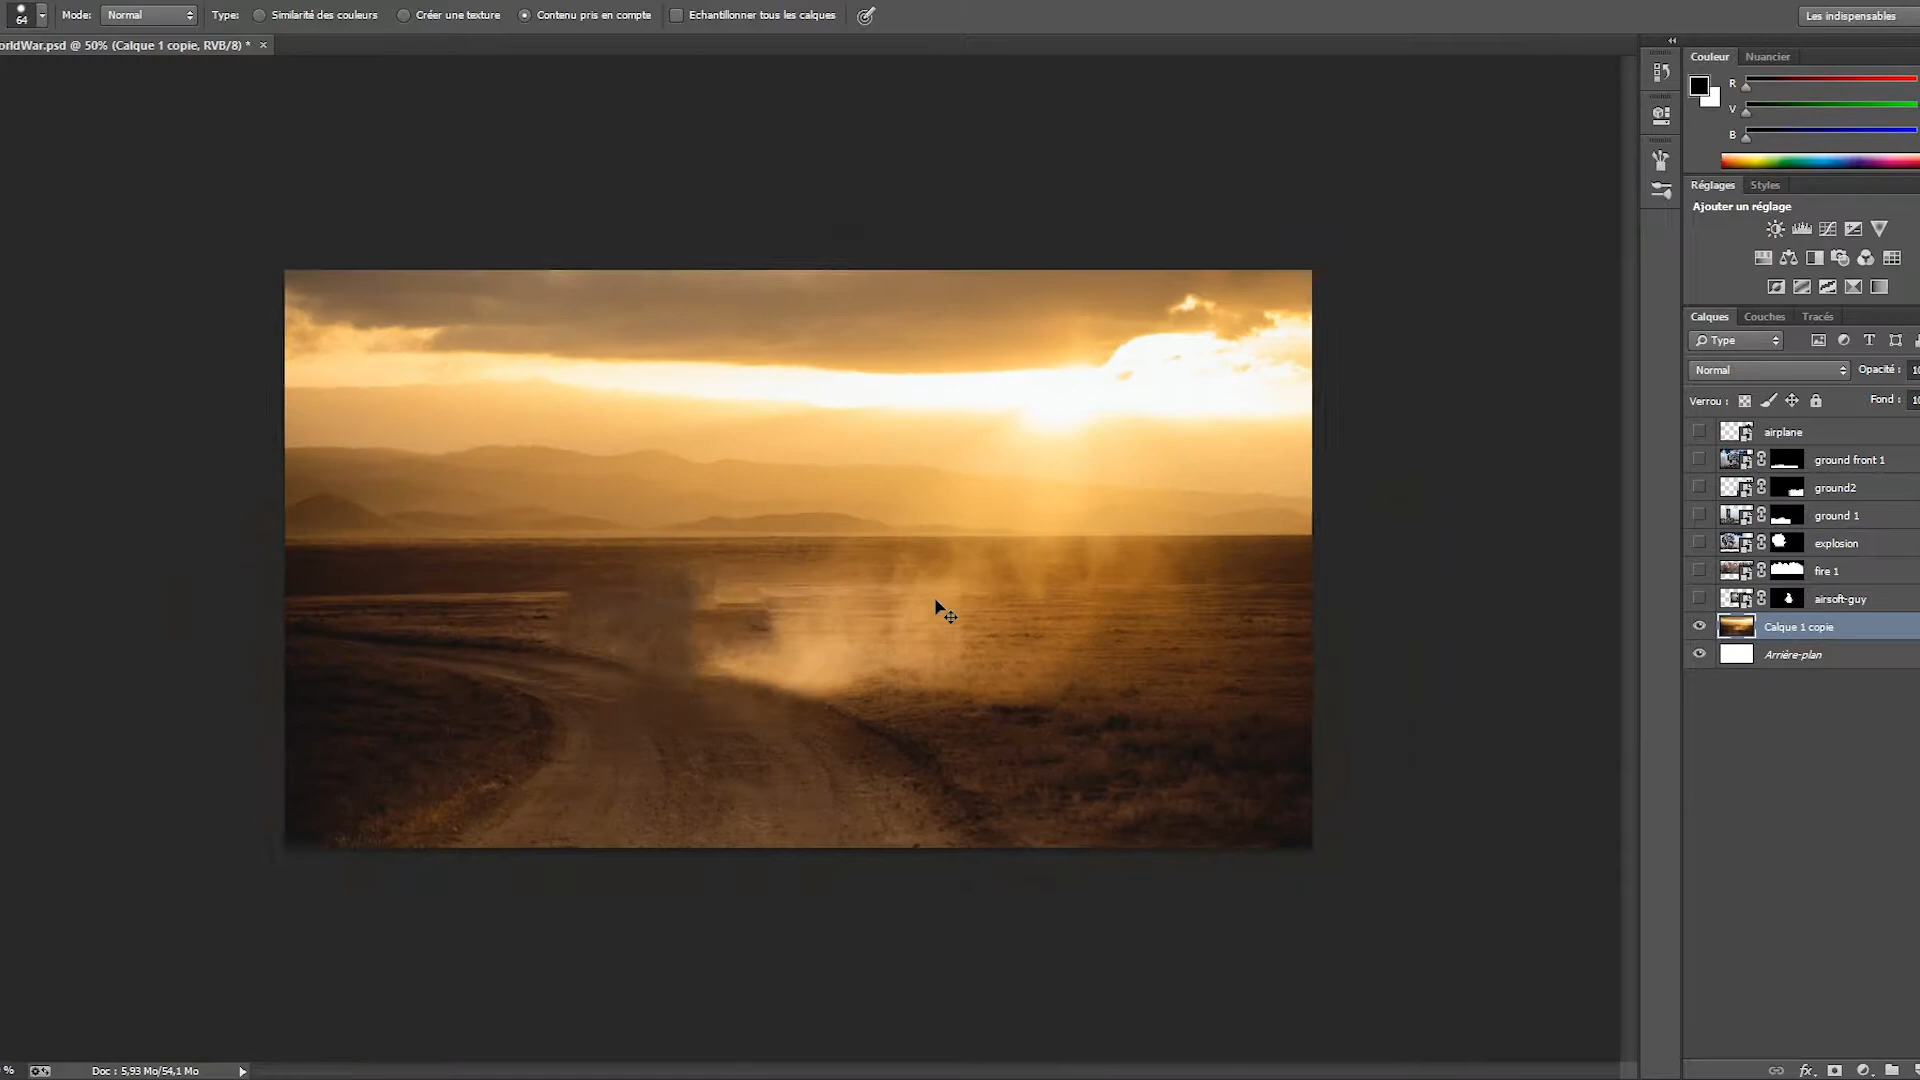 64 Mode: Normal Type: Similarité des couleurs Créer une texture Contenu pris en compte Echantillonner tous les calques Les indispensables
orldWar.psd @ 50% (Calque 1 copie, RVB/8) * ×
Couleur Nuancier
R
V
B
Réglages Styles
Ajouter un réglage
Calques Couches Tracés
Type
Normal Opacité : 10
Verrou : Fond : 10
airplane
ground front 1
ground2
ground 1
explosion
fire 1
airsoft-guy
Calque 1 copie
Arrière-plan
% Doc : 5,93 Mo/54,1 Mo
fx